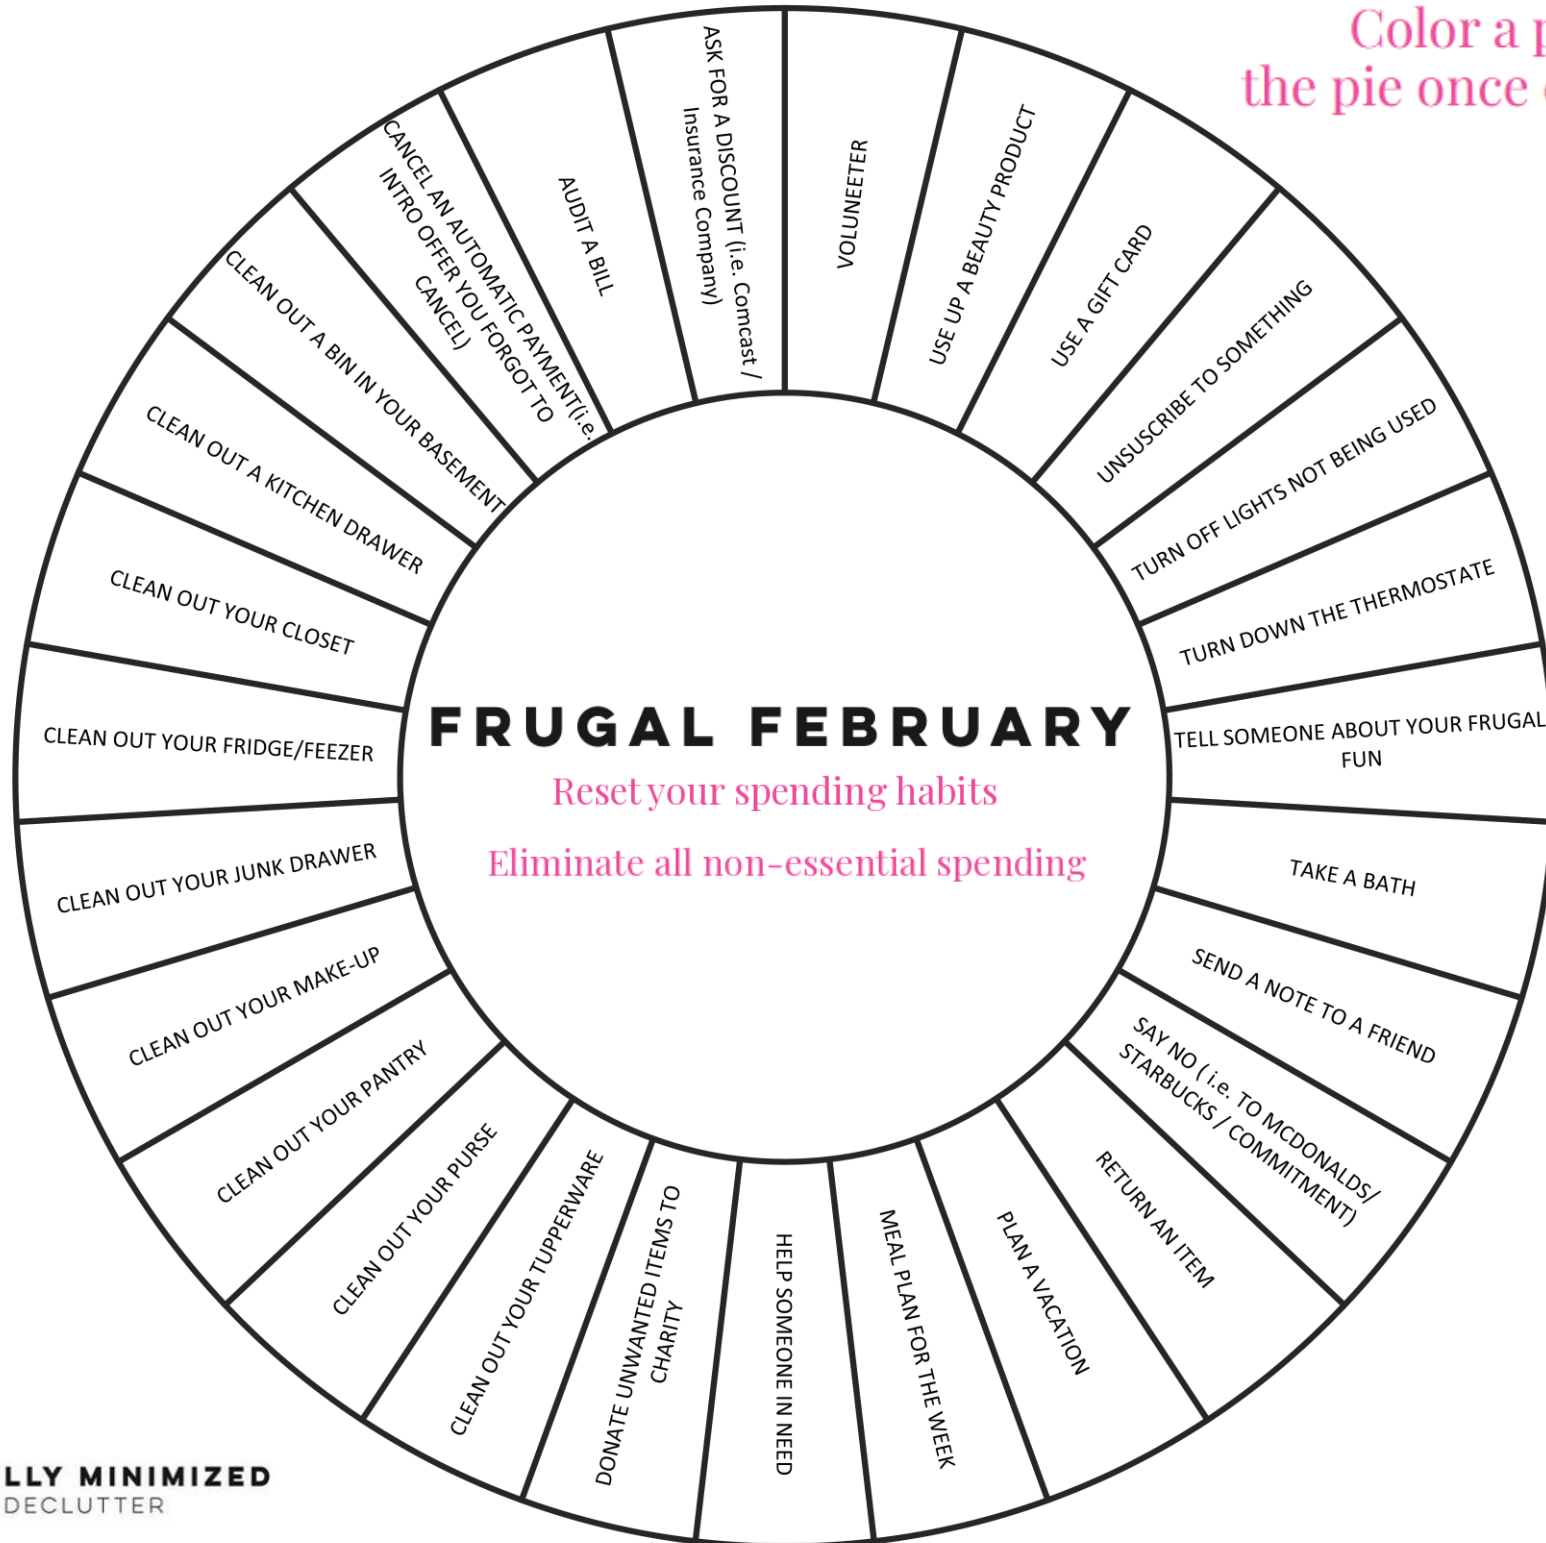 Color a p
the pie once
FRUGAL FEBRUARY
Reset your spending habits
Eliminate all non-essential spending
VOLUNEETER
USE UP A BEAUTY PRODUCT
USE A GIFT CARD
UNSUSCRIBE TO SOMETHING
TURN OFF LIGHTS NOT BEING USED
TURN DOWN THE THERMOSTATE
TELL SOMEONE ABOUT YOUR FRUGAL
FUN
TAKE A BATH
SEND A NOTE TO A FRIEND
SAY NO ( i.e. TO MCDONALDS/
STARBUCKS / COMMITMENT)
RETURN AN ITEM
PLAN A VACATION
MEAL PLAN FOR THE WEEK
HELP SOMEONE IN NEED
DONATE UNWANTED ITEMS TO
CHARITY
CLEAN OUT YOUR TUPPERWARE
CLEAN OUT YOUR PURSE
CLEAN OUT YOUR PANTRY
CLEAN OUT YOUR MAKE-UP
CLEAN OUT YOUR JUNK DRAWER
CLEAN OUT YOUR FRIDGE/FEEZER
CLEAN OUT YOUR CLOSET
CLEAN OUT A KITCHEN DRAWER
CLEAN OUT A BIN IN YOUR BASEMENT
CANCEL AN AUTOMATIC PAYMENT(i.e.
INTRO OFFER YOU FORGOT TO
CANCEL)
AUDIT A BILL
ASK FOR A DISCOUNT (i.e. Comcast /
Insurance Company)
LLY MINIMIZED
DECLUTTER